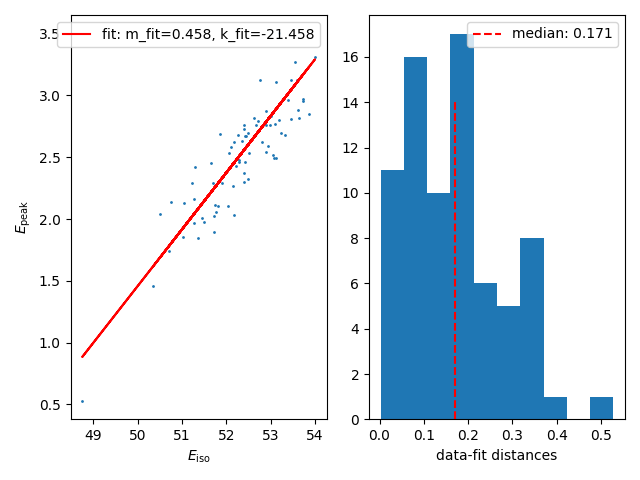 fit: m_fit=0.458, k_fit=-21.458
3.5
3.0
2.5
2.0
1.5
1.0
0.5
E_peak
49 50 51 52 53 54
E_iso
median: 0.171
16
14
12
10
8
6
4
2
0
0.0 0.1 0.2 0.3 0.4 0.5
data-fit distances